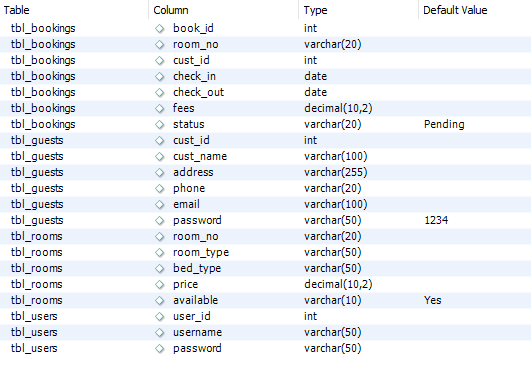 Table Column Type Default Value
tbl_bookings book_id int
tbl_bookings room_no varchar(20)
tbl_bookings cust_id int
tbl_bookings check_in date
tbl_bookings check_out date
tbl_bookings fees decimal(10,2)
tbl_bookings status varchar(20) Pending
tbl_guests cust_id int
tbl_guests cust_name varchar(100)
tbl_guests address varchar(255)
tbl_guests phone varchar(20)
tbl_guests email varchar(100)
tbl_guests password varchar(50) 1234
tbl_rooms room_no varchar(20)
tbl_rooms room_type varchar(50)
tbl_rooms bed_type varchar(50)
tbl_rooms price decimal(10,2)
tbl_rooms available varchar(10) Yes
tbl_users user_id int
tbl_users username varchar(50)
tbl_users password varchar(50)